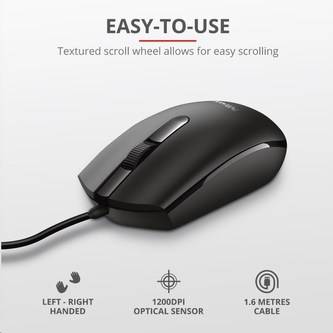 EASY-TO-USE
Textured scroll wheel allows for easy scrolling
LEFT - RIGHT
HANDED
1200DPI
OPTICAL SENSOR
1.6 METRES
CABLE